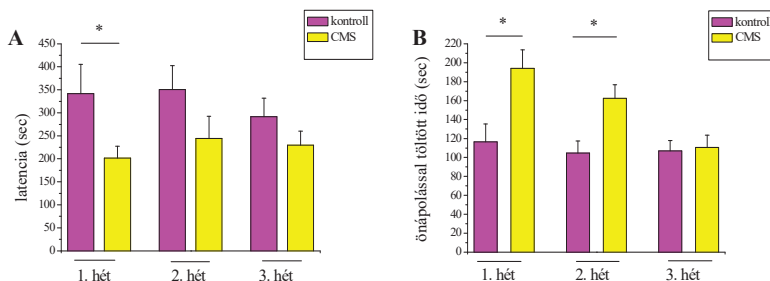 A
latencia (sec)
450
400
350
300
250
200
150
100
50
0
*
kontroll
CMS
1. hét
2. hét
3. hét
B
önápolással töltött idő (sec)
220
200
180
160
140
120
100
80
60
40
20
0
*
*
kontroll
CMS
1. hét
2. hét
3. hét